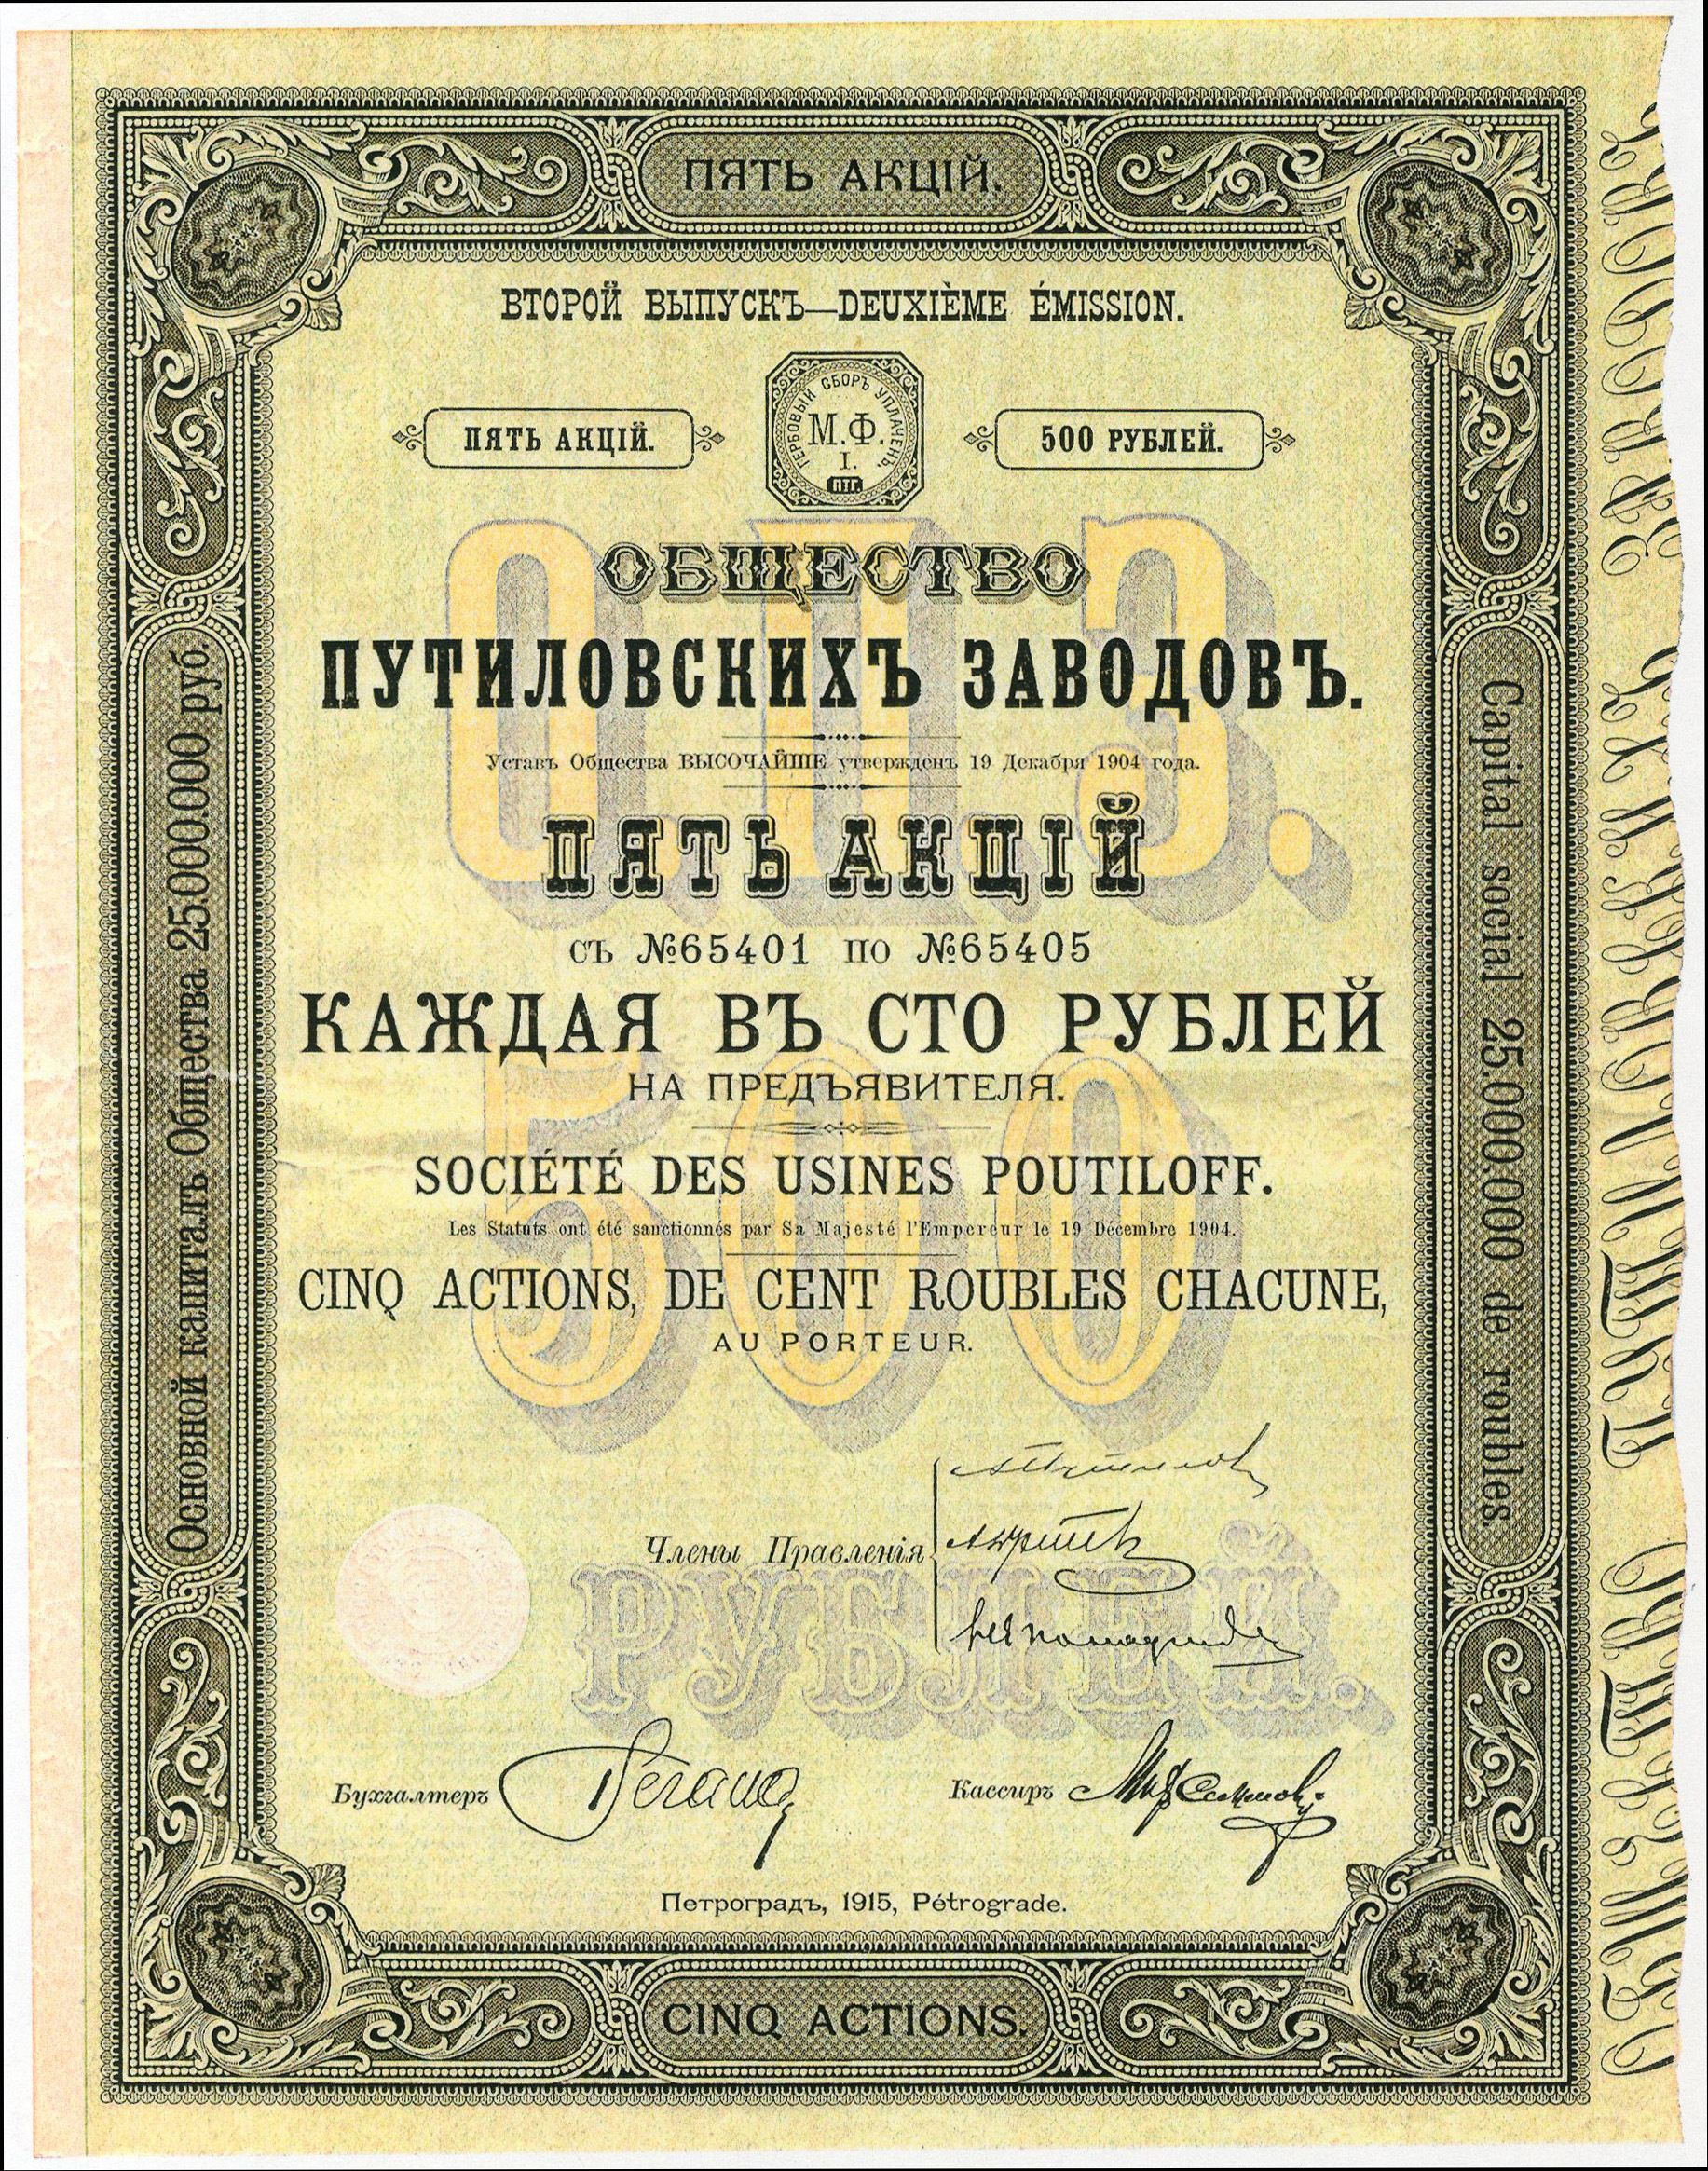 ПЯТЬ АКЦІЙ.
ВТОРОЙ ВЫПУСКЪ—DEUXIÈME ÉMISSION.
ПЯТЬ АКЦІЙ.
ГЕРБОВЫЙ СБОРЪ УПЛАЧЕНЪ.
М.Ф.
I.
ПТГ.
500 РУБЛЕЙ.
О.П.З.
ОБЩЕСТВО
ПУТИЛОВСКИХЪ ЗАВОДОВЪ.
Уставъ Общества ВЫСОЧАЙШЕ утвержденъ 19 Декабря 1904 года.
ПЯТЬ АКЦІЙ
съ №65401 по №65405
КАЖДАЯ ВЪ СТО РУБЛЕЙ
НА ПРЕДЪЯВИТЕЛЯ.
500
SOCIÉTÉ DES USINES POUTILOFF.
Les Statuts ont été sanctionnés par Sa Majesté l'Empereur le 19 Décembre 1904.
CINQ ACTIONS, DE CENT ROUBLES CHACUNE,
AU PORTEUR.
Члены Правленія
РУБЛЕЙ.
Бухгалтеръ
Кассиръ
Петроградъ, 1915, Pétrograde.
CINQ ACTIONS.
Основной капиталъ Общества 25.000.000 руб.
Capital social 25.000.000 de roubles.